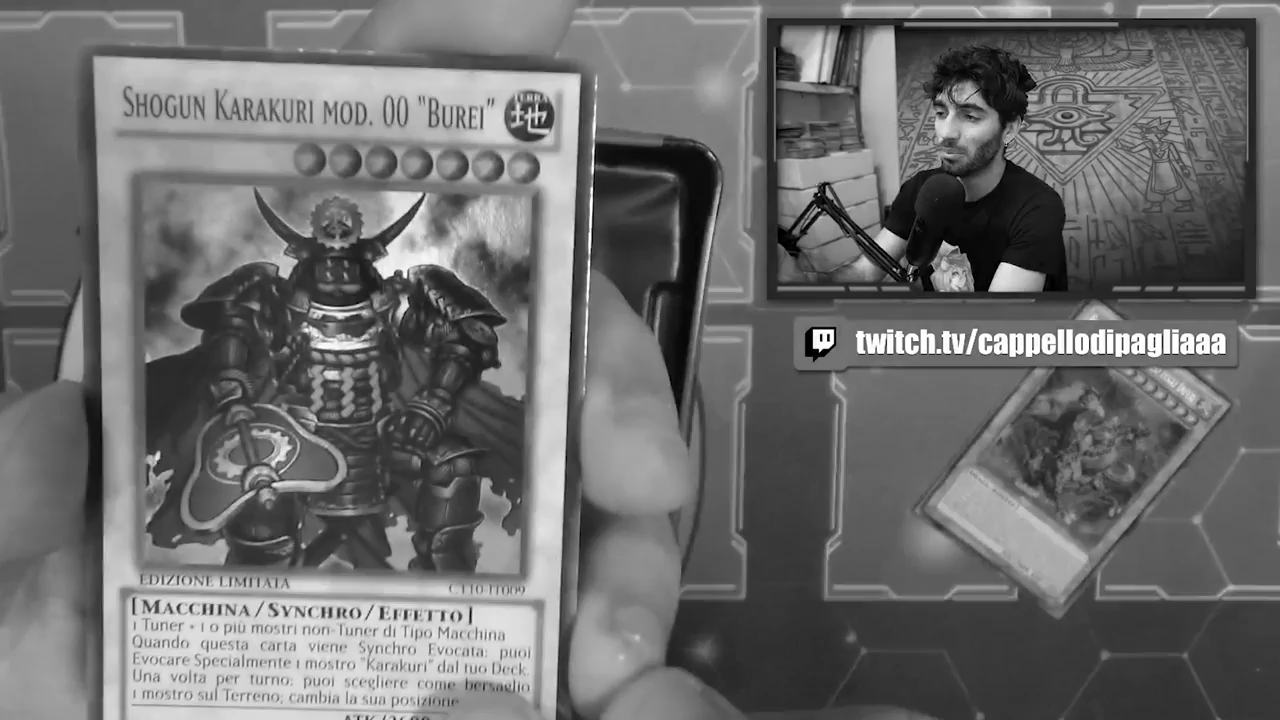 SHOGUN KARAKURI MOD. 00 "BUREI"
TERRA
地
EDIZIONE LIMITATA
CT10-IT009
[MACCHINA/SYNCHRO/EFFETTO]
1 Tuner + 1 o più mostri non-Tuner di Tipo Macchina
Quando questa carta viene Synchro Evocata: puoi
Evocare Specialmente 1 mostro "Karakuri" dal tuo Deck.
Una volta per turno: puoi scegliere come bersaglio
1 mostro sul Terreno; cambia la sua posizione
twitch.tv/cappellodipagliaaa